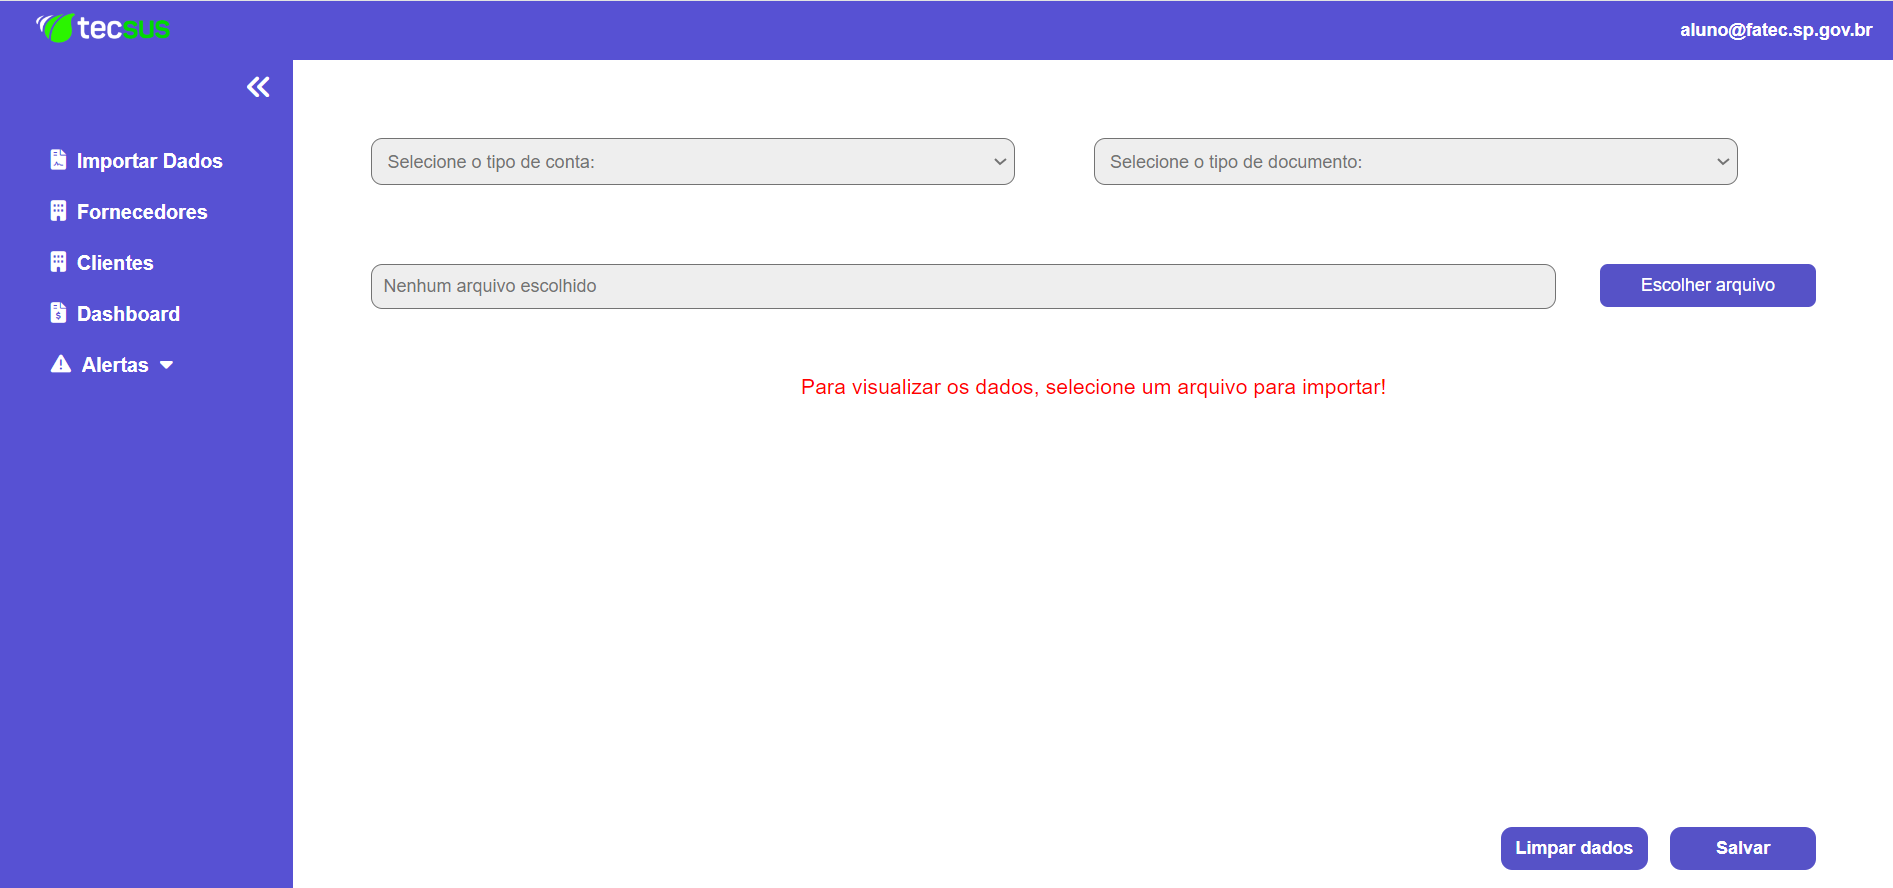 tecsus
aluno@fatec.sp.gov.br
Importar Dados
Fornecedores
Clientes
Dashboard
Alertas
Selecione o tipo de conta:
Selecione o tipo de documento:
Nenhum arquivo escolhido
Escolher arquivo
Para visualizar os dados, selecione um arquivo para importar!
Limpar dados
Salvar